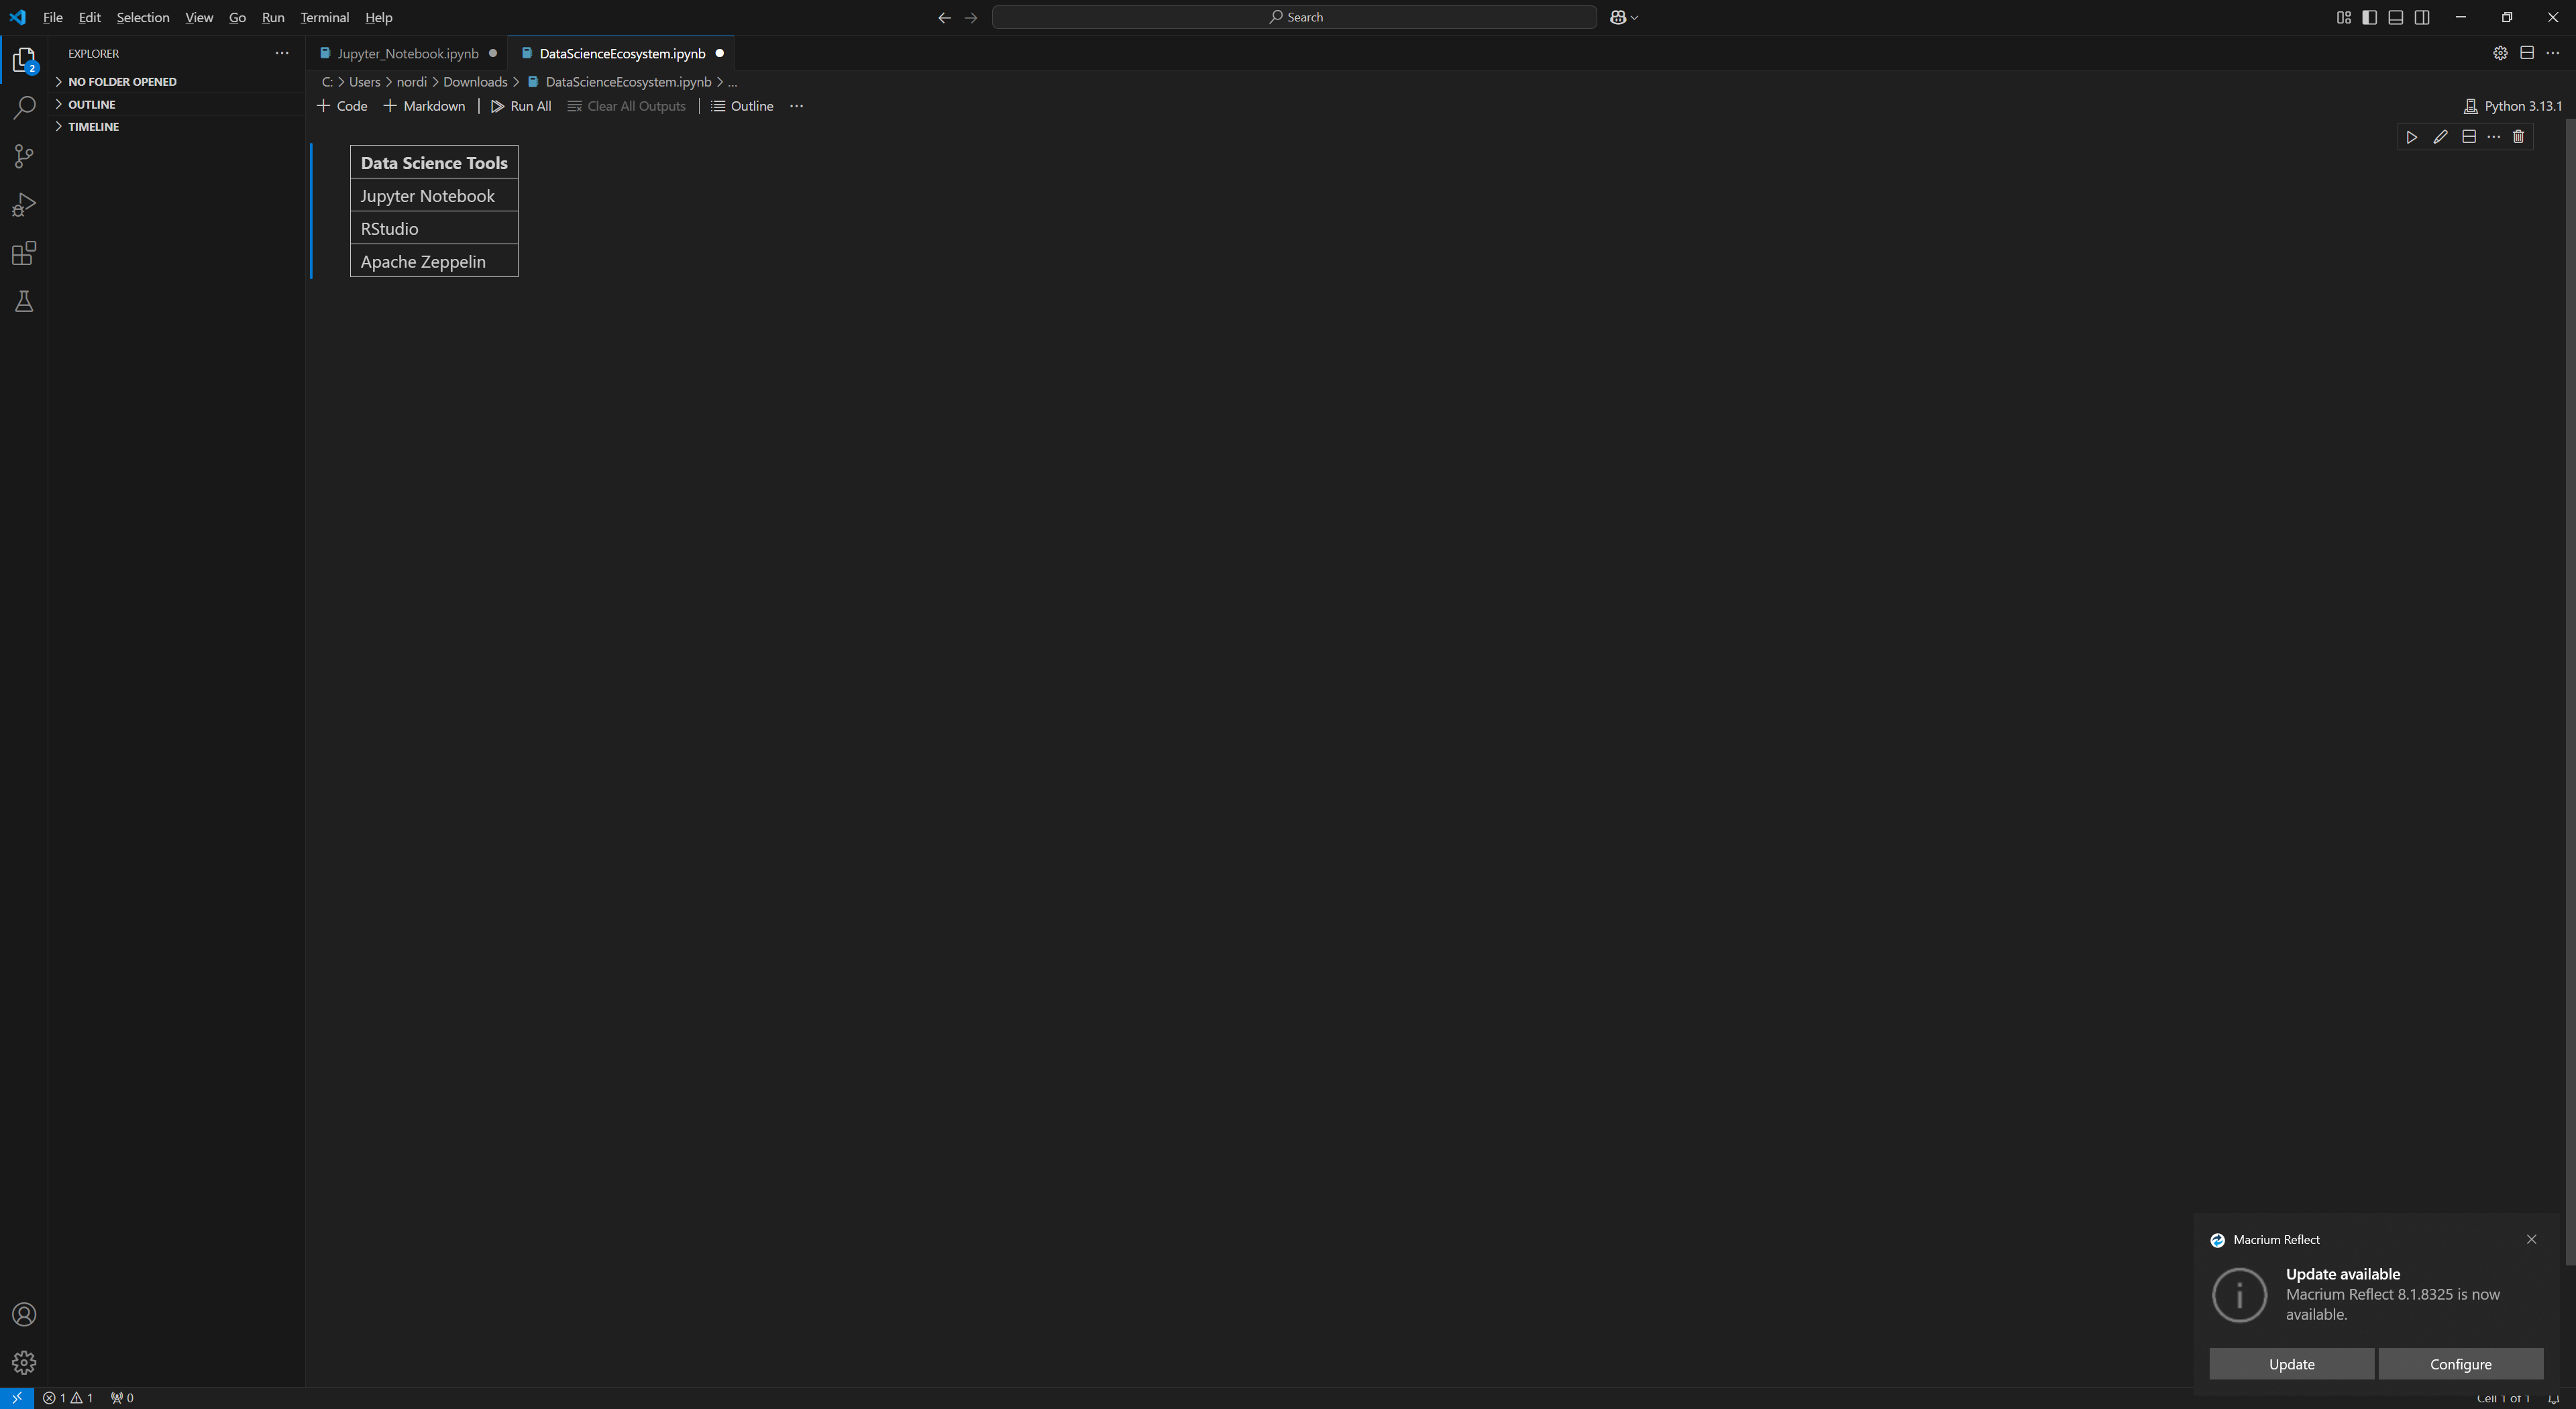 File Edit Selection View Go Run Terminal Help
Search
EXPLORER
2
NO FOLDER OPENED
OUTLINE
TIMELINE
Jupyter_Notebook.ipynb
DataScienceEcosystem.ipynb
C: > Users > nordi > Downloads > DataScienceEcosystem.ipynb > ...
+ Code + Markdown | Run All Clear All Outputs | Outline ...
Python 3.13.1
Data Science Tools
Jupyter Notebook
RStudio
Apache Zeppelin
Macrium Reflect
Update available
Macrium Reflect 8.1.8325 is now
available.
Update Configure
1 1 0
Cell 1 of 1